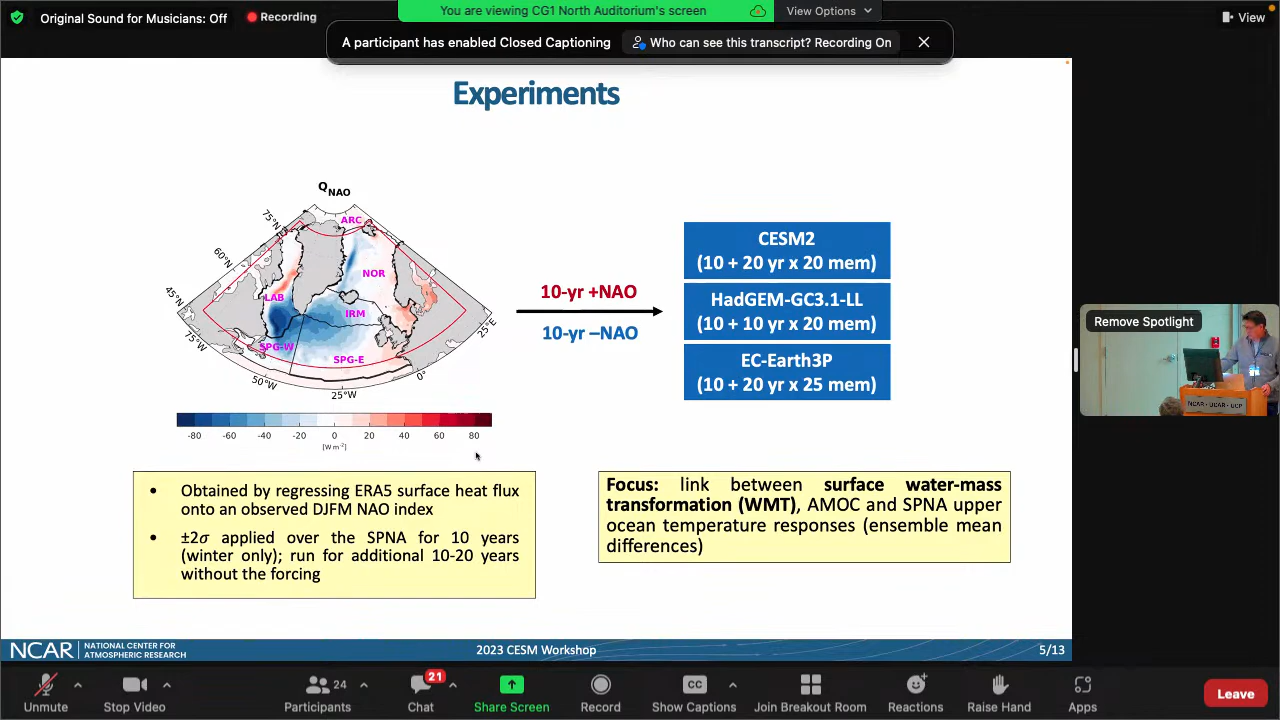 Original Sound for Musicians: Off
Recording
You are viewing CG1 North Auditorium's screen
View Options
View
A participant has enabled Closed Captioning
Who can see this transcript? Recording On
Experiments
Q NAO
75°N
60°N
45°N
75°W
50°W
25°W
0°
25°E
ARC
NOR
LAB
IRM
SPG-W
SPG-E
-80 -60 -40 -20 0 20 40 60 80
[W m-2]
10-yr +NAO
10-yr –NAO
CESM2
(10 + 20 yr x 20 mem)
HadGEM-GC3.1-LL
(10 + 10 yr x 20 mem)
EC-Earth3P
(10 + 20 yr x 25 mem)
• Obtained by regressing ERA5 surface heat flux
onto an observed DJFM NAO index
• ±2σ applied over the SPNA for 10 years
(winter only); run for additional 10-20 years
without the forcing
Focus: link between surface water-mass
transformation (WMT), AMOC and SPNA upper
ocean temperature responses (ensemble mean
differences)
Remove Spotlight
NCAR - UCAR - UCP
NCAR
NATIONAL CENTER FOR
ATMOSPHERIC RESEARCH
2023 CESM Workshop
5/13
Unmute
Stop Video
24
Participants
21
Chat
Share Screen
Record
CC
Show Captions
Join Breakout Room
Reactions
Raise Hand
Apps
Leave